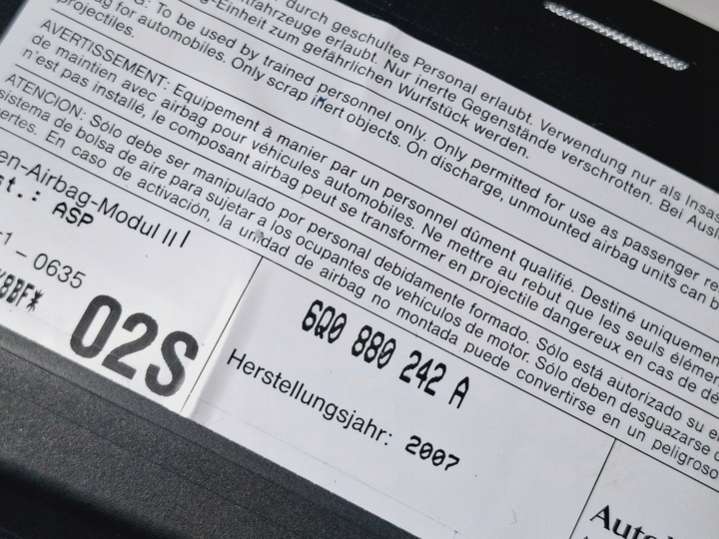 durch geschultes Personal erlaubt. Verwendung nur als Insa
fahrzeuge erlaubt. Nur inerte Gegenstände verschrotten. Bei Ausl
-Einheit zum gefährlichen Wurfstück werden.
: To be used by trained personnel only. Only permitted for use as passenger re
ag for automobiles. Only scrap inert objects. On discharge, unmounted airbag units can b
projectiles.
AVERTISSEMENT: Equipement à manier par un personnel dûment qualifié. Destiné uniquemen
de maintien avec airbag pour véhicules automobiles. Ne mettre au rebut que les seuls élémer
n'est pas installé, le composant airbag peut se transformer en projectile dangereux en cas de dé
ATENCION: Sólo debe ser manipulado por personal debidamente formado. Sólo está autorizado su e
sistema de bolsa de aire para sujetar a los ocupantes de vehículos de motor. Sólo deben desguazarse u
ertes. En caso de activación, la unidad de airbag no montada puede convertirse en un peligroso
en-Airbag-Modul II
st.: ASP
-1 - 0635
*8BF*
02S
6Q0 880 242 A
Herstellungsjahr: 2007
Auto